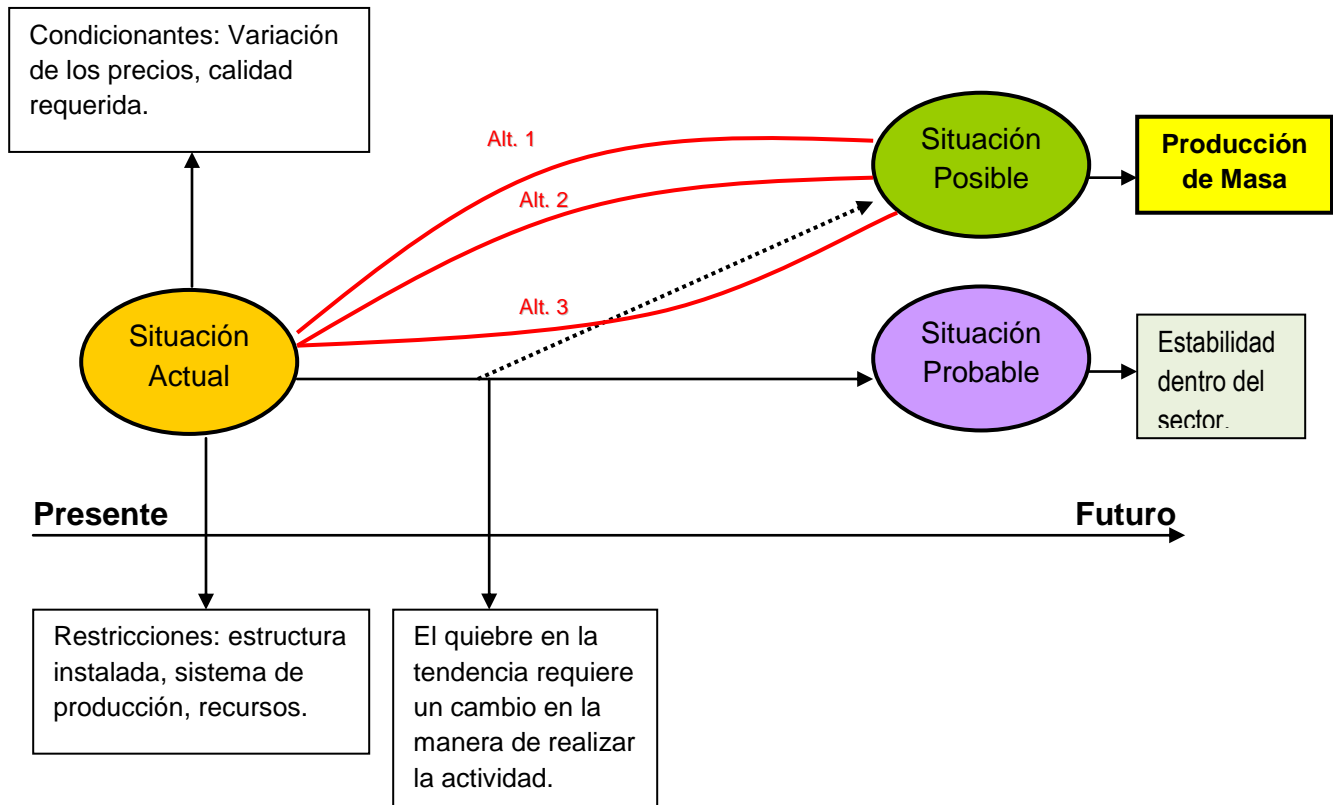 Condicionantes: Variación
de los precios, calidad
requerida.
Alt. 1
Situación
Posible
Producción
de Masa
Alt. 2
Alt. 3
Situación
Actual
Situación
Probable
Estabilidad
dentro del
sector.
Presente
Futuro
Restricciones: estructura
instalada, sistema de
producción, recursos.
El quiebre en la
tendencia requiere
un cambio en la
manera de realizar
la actividad.